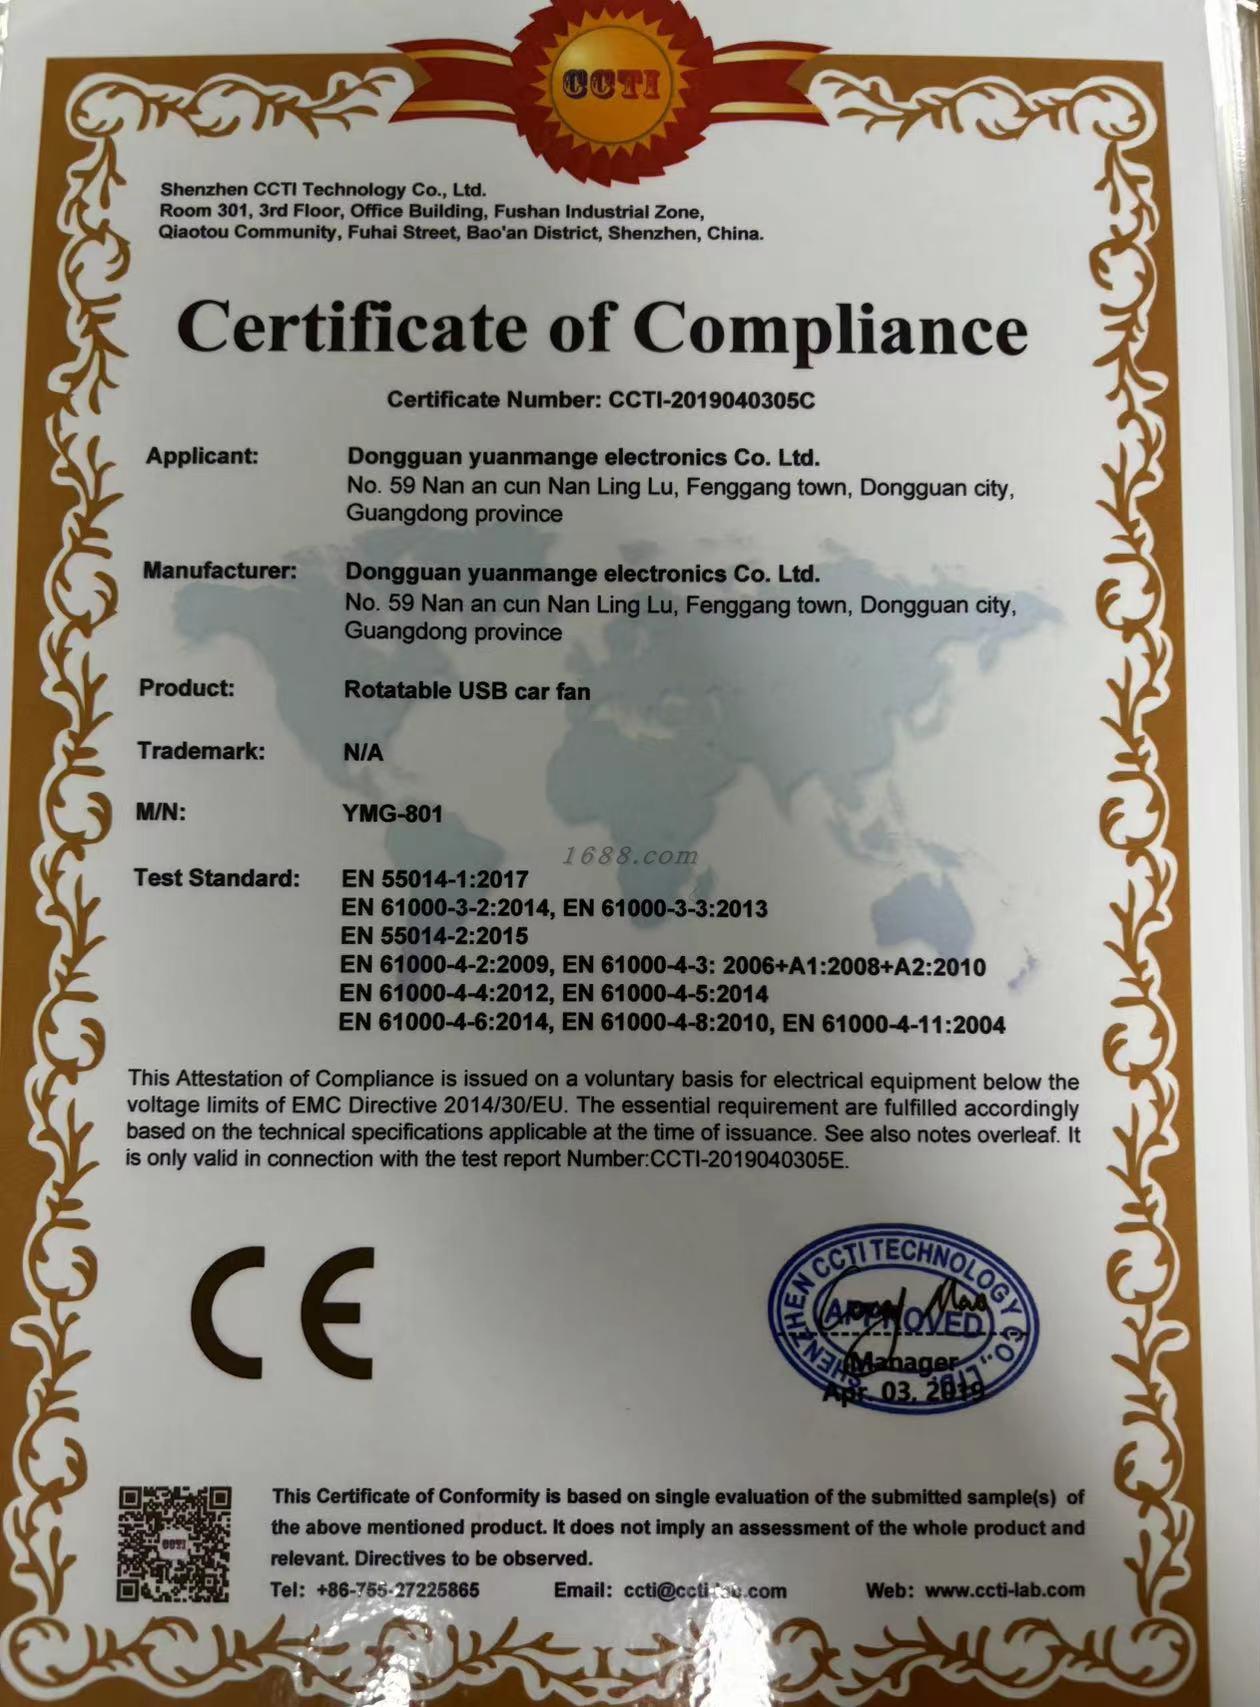 CCTI
Shenzhen CCTI Technology Co., Ltd.
Room 301, 3rd Floor, Office Building, Fushan Industrial Zone,
Qiaotou Community, Fuhai Street, Bao'an District, Shenzhen, China.
Certificate of Compliance
Certificate Number: CCTI-2019040305C
Applicant: Dongguan yuanmange electronics Co. Ltd.
No. 59 Nan an cun Nan Ling Lu, Fenggang town, Dongguan city,
Guangdong province
Manufacturer: Dongguan yuanmange electronics Co. Ltd.
No. 59 Nan an cun Nan Ling Lu, Fenggang town, Dongguan city,
Guangdong province
Product: Rotatable USB car fan
Trademark: N/A
M/N: YMG-801
1688.com
Test Standard: EN 55014-1:2017
EN 61000-3-2:2014, EN 61000-3-3:2013
EN 55014-2:2015
EN 61000-4-2:2009, EN 61000-4-3: 2006+A1:2008+A2:2010
EN 61000-4-4:2012, EN 61000-4-5:2014
EN 61000-4-6:2014, EN 61000-4-8:2010, EN 61000-4-11:2004
This Attestation of Compliance is issued on a voluntary basis for electrical equipment below the
voltage limits of EMC Directive 2014/30/EU. The essential requirement are fulfilled accordingly
based on the technical specifications applicable at the time of issuance. See also notes overleaf. It
is only valid in connection with the test report Number:CCTI-2019040305E.
CE
SHENZHEN CCTI TECHNOLOGY CO., LTD.
APPROVED
Manager
Apr. 03, 2019
CCTI
This Certificate of Conformity is based on single evaluation of the submitted sample(s) of
the above mentioned product. It does not imply an assessment of the whole product and
relevant. Directives to be observed.
Tel: +86-755-27225865 Email: ccti@ccti-lab.com Web: www.ccti-lab.com